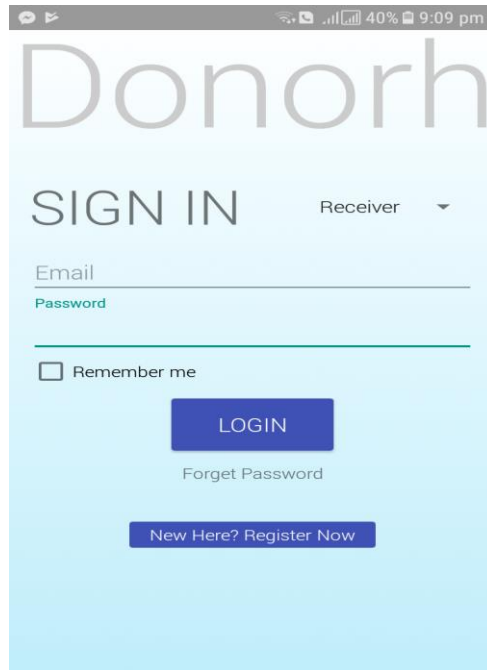 40% 9:09 pm
Donorh
SIGN IN
Receiver
Email
Password
Remember me
LOGIN
Forget Password
New Here? Register Now